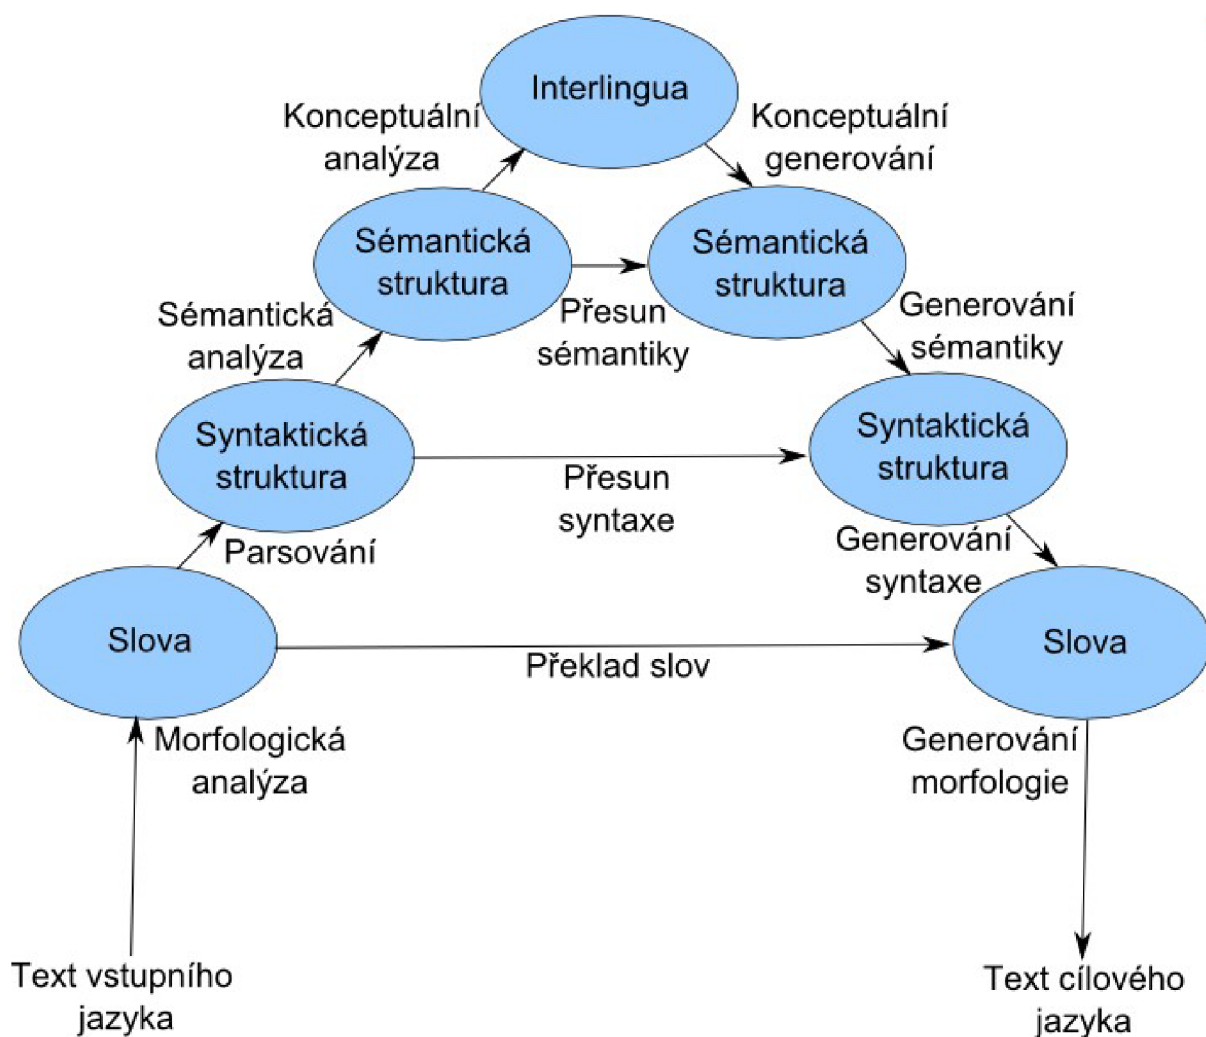 Interlingua
Konceptuální
analýza
Konceptuální
generování
Sémantická
struktura
Sémantická
struktura
Sémantická
analýza
Přesun
sémantiky
Generování
sémantiky
Syntaktická
struktura
Syntaktická
struktura
Přesun
syntaxe
Parsování
Generování
syntaxe
Slova
Slova
Překlad slov
Morfologická
analýza
Generování
morfologie
Text vstupního
jazyka
Text cílového
jazyka